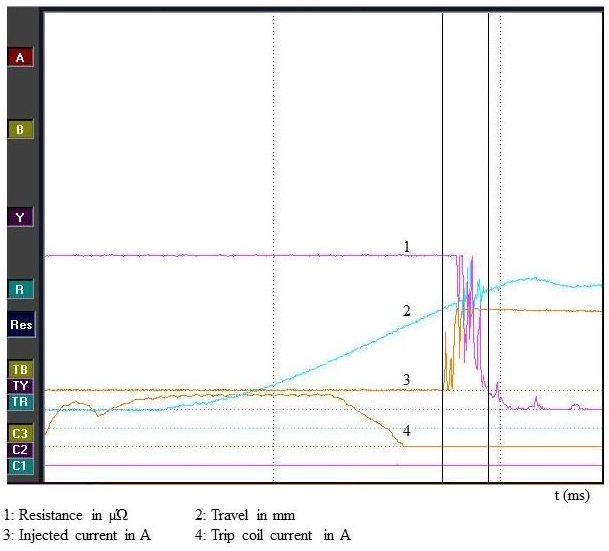 A
B
Y
1
R
2
Res
TB
3
TY
TR
C3
4
C2
C1
t (ms)
1: Resistance in µΩ 2: Travel in mm
3: Injected current in A 4: Trip coil current in A